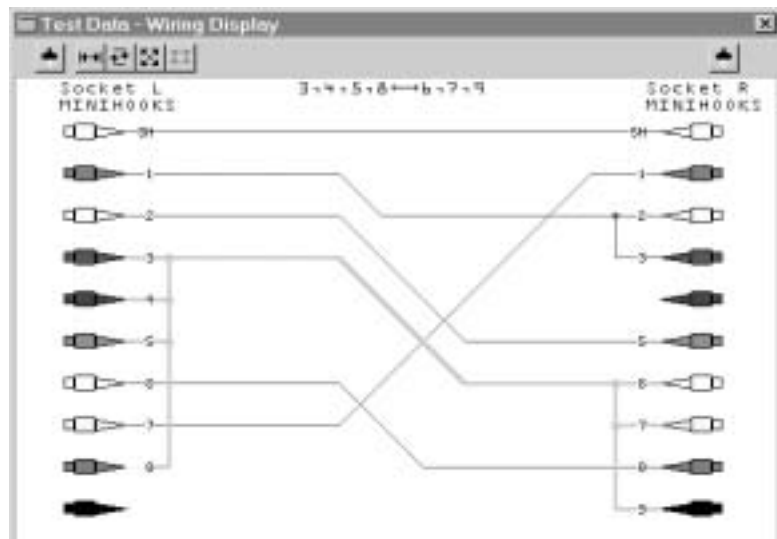 Test Data - Wiring Display
Socket L 3,4,5,8↔6,7,9 Socket R
MINIHOOKS MINIHOOKS
SH SH
1 1
2 2
3 3
4
5 5
6 6
7 7
8 8
9